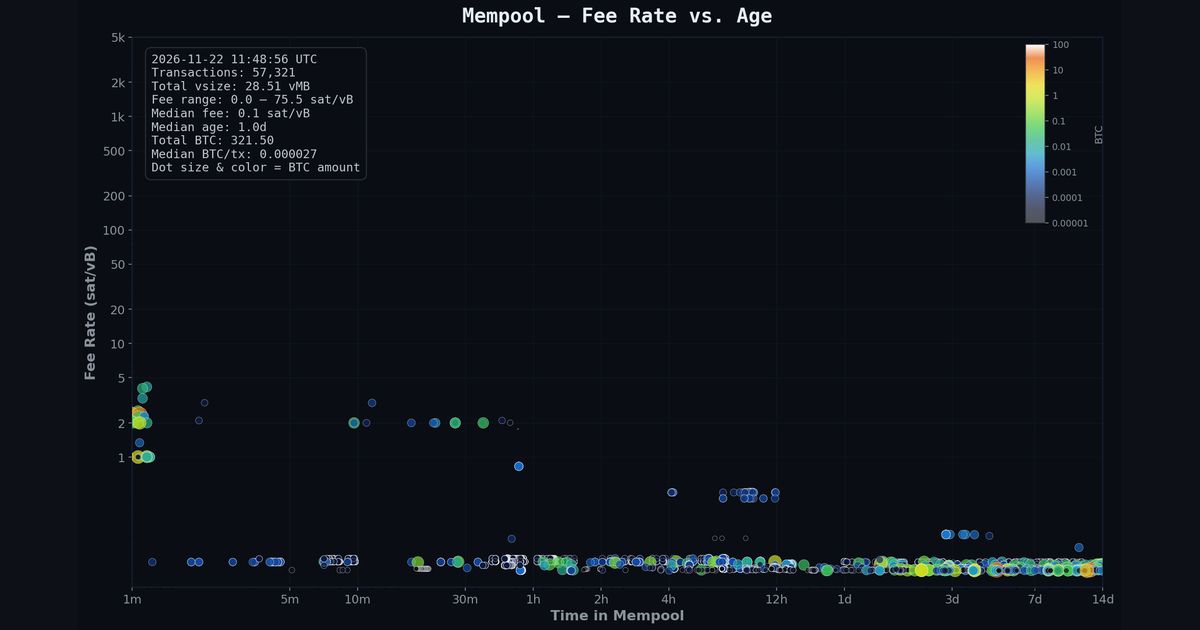 Mempool — Fee Rate vs. Age
2026-11-22 11:48:56 UTC
Transactions: 57,321
Total vsize: 28.51 vMB
Fee range: 0.0 — 75.5 sat/vB
Median fee: 0.1 sat/vB
Median age: 1.0d
Total BTC: 321.50
Median BTC/tx: 0.000027
Dot size & color = BTC amount
100
10
1
0.1
0.01
0.001
0.0001
0.00001
BTC
Fee Rate (sat/vB)
5k
2k
1k
500
200
100
50
20
10
5
2
1
1m 5m 10m 30m 1h 2h 4h 12h 1d 3d 7d 14d
Time in Mempool